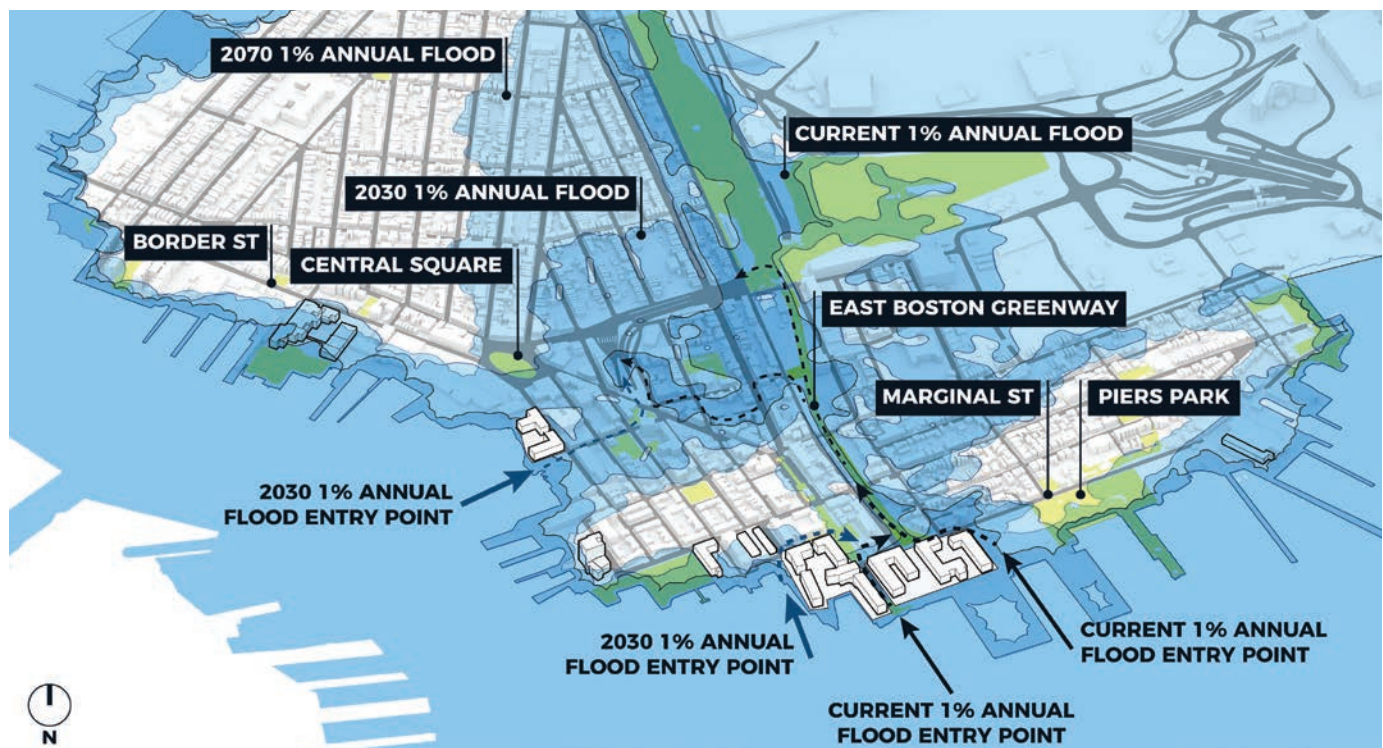 2070 1% ANNUAL FLOOD
CURRENT 1% ANNUAL FLOOD
2030 1% ANNUAL FLOOD
BORDER ST
CENTRAL SQUARE
EAST BOSTON GREENWAY
MARGINAL ST
PIERS PARK
2030 1% ANNUAL
FLOOD ENTRY POINT
2030 1% ANNUAL
FLOOD ENTRY POINT
CURRENT 1% ANNUAL
FLOOD ENTRY POINT
CURRENT 1% ANNUAL
FLOOD ENTRY POINT
N